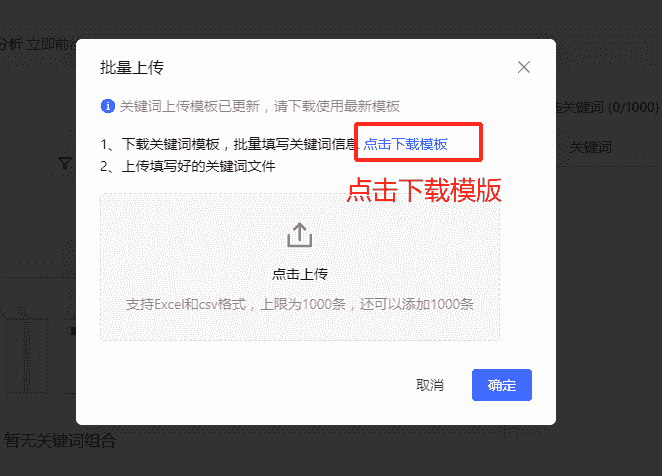 分析 立即前往
批量上传
关键词上传模板已更新，请下载使用最新模板
选关键词 (0/1000)
1、下载关键词模板，批量填写关键词信息 点击下载模板
关键词
2、上传填写好的关键词文件
点击下载模版
点击上传
支持Excel和csv格式，上限为1000条，还可以添加1000条
取消
确定
暂无关键词组合